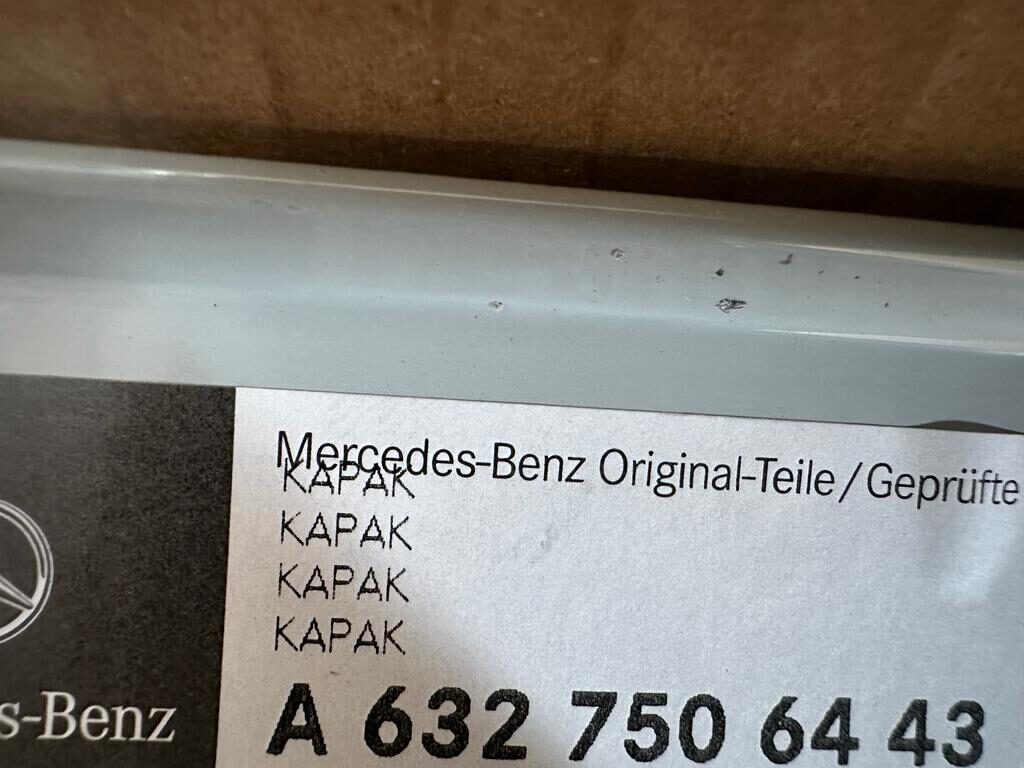 Mercedes-Benz Original-Teile/Geprüfte
KAPAK
KAPAK
KAPAK
KAPAK
s-Benz
A 632 750 64 43